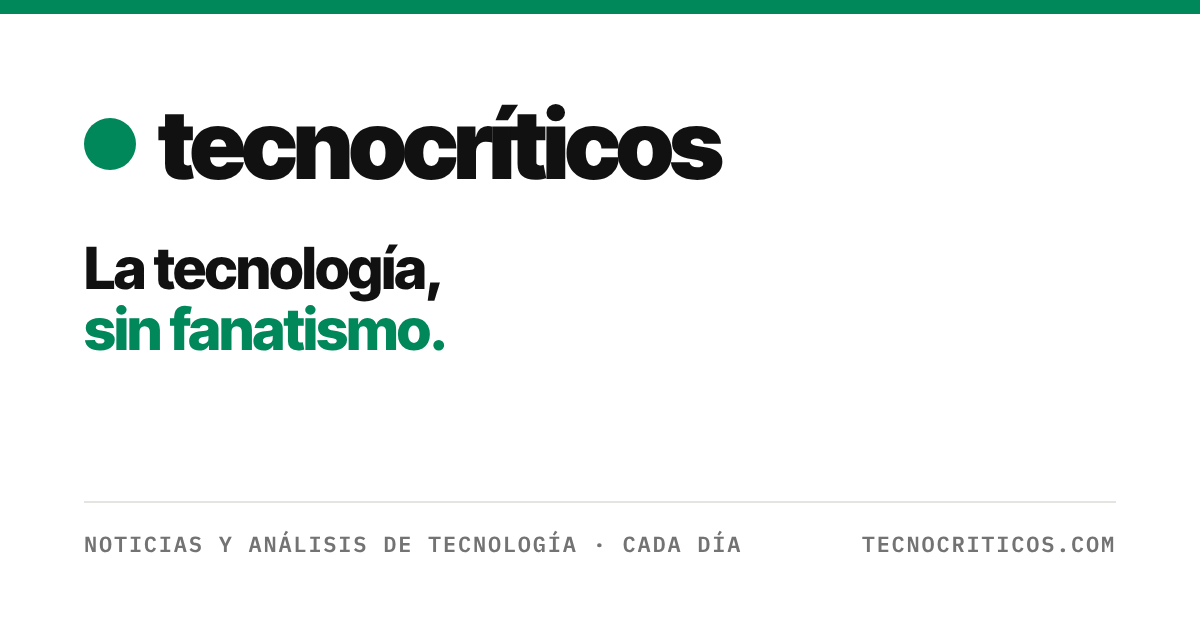 tecnocríticos
La tecnología,
sin fanatismo.
NOTICIAS Y ANÁLISIS DE TECNOLOGÍA · CADA DÍA
TECNOCRITICOS.COM